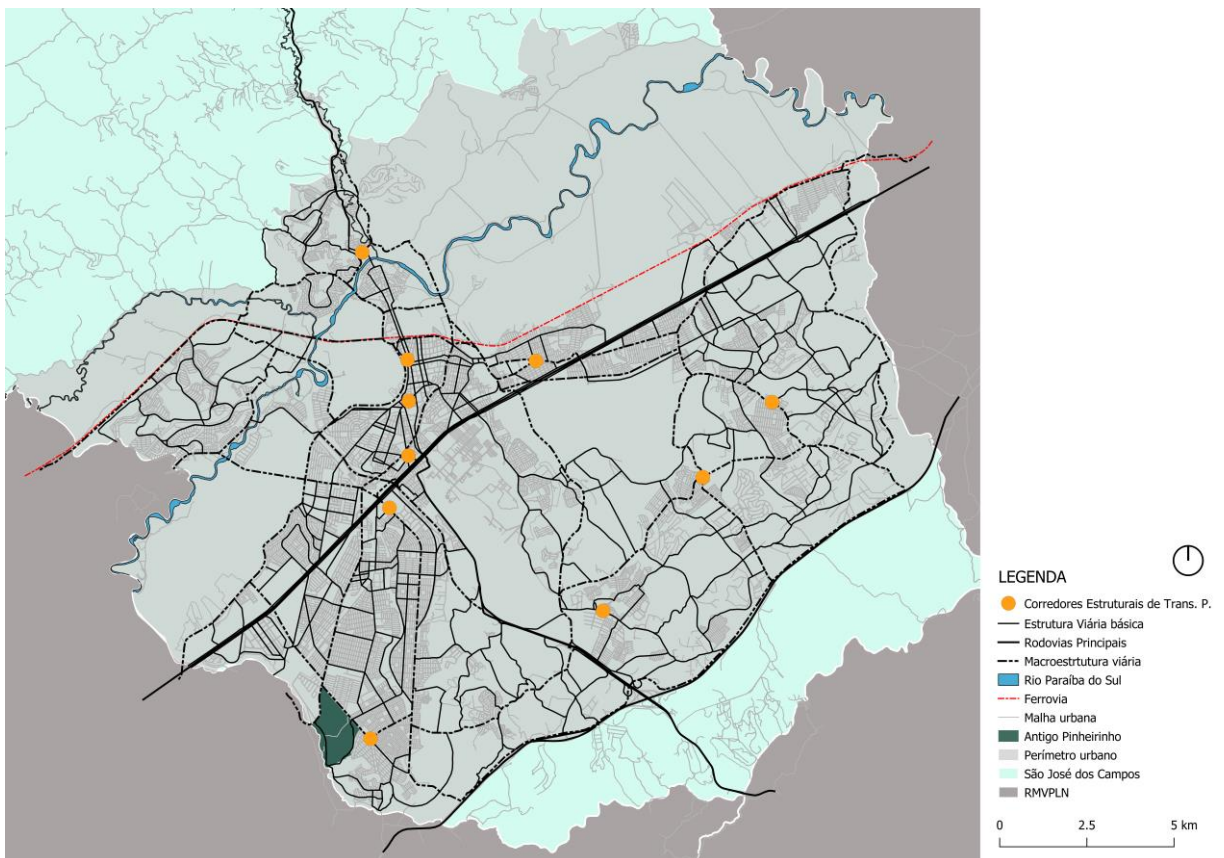 LEGENDA
Corredores Estruturais de Trans. P.
Estrutura Viária básica
Rodovias Principais
Macroestrtutura viária
Rio Paraíba do Sul
Ferrovia
Malha urbana
Antigo Pinheirinho
Perímetro urbano
São José dos Campos
RMVPLN
0 2.5 5 km